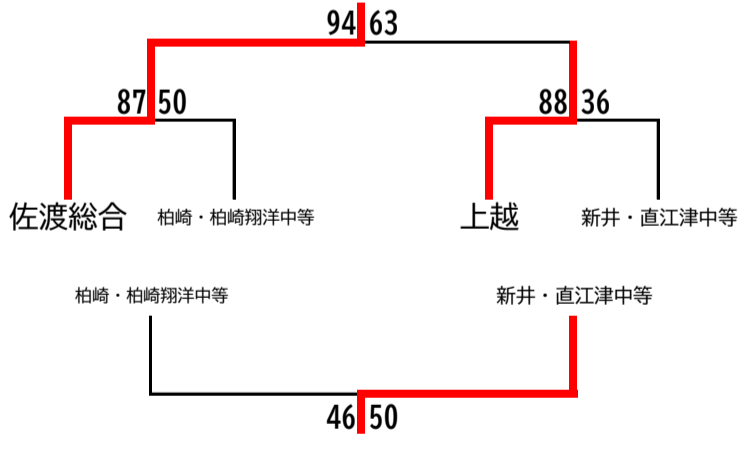 94 63
87 50
88 36
佐渡総合
柏崎・柏崎翔洋中等
上越
新井・直江津中等
柏崎・柏崎翔洋中等
新井・直江津中等
46 50